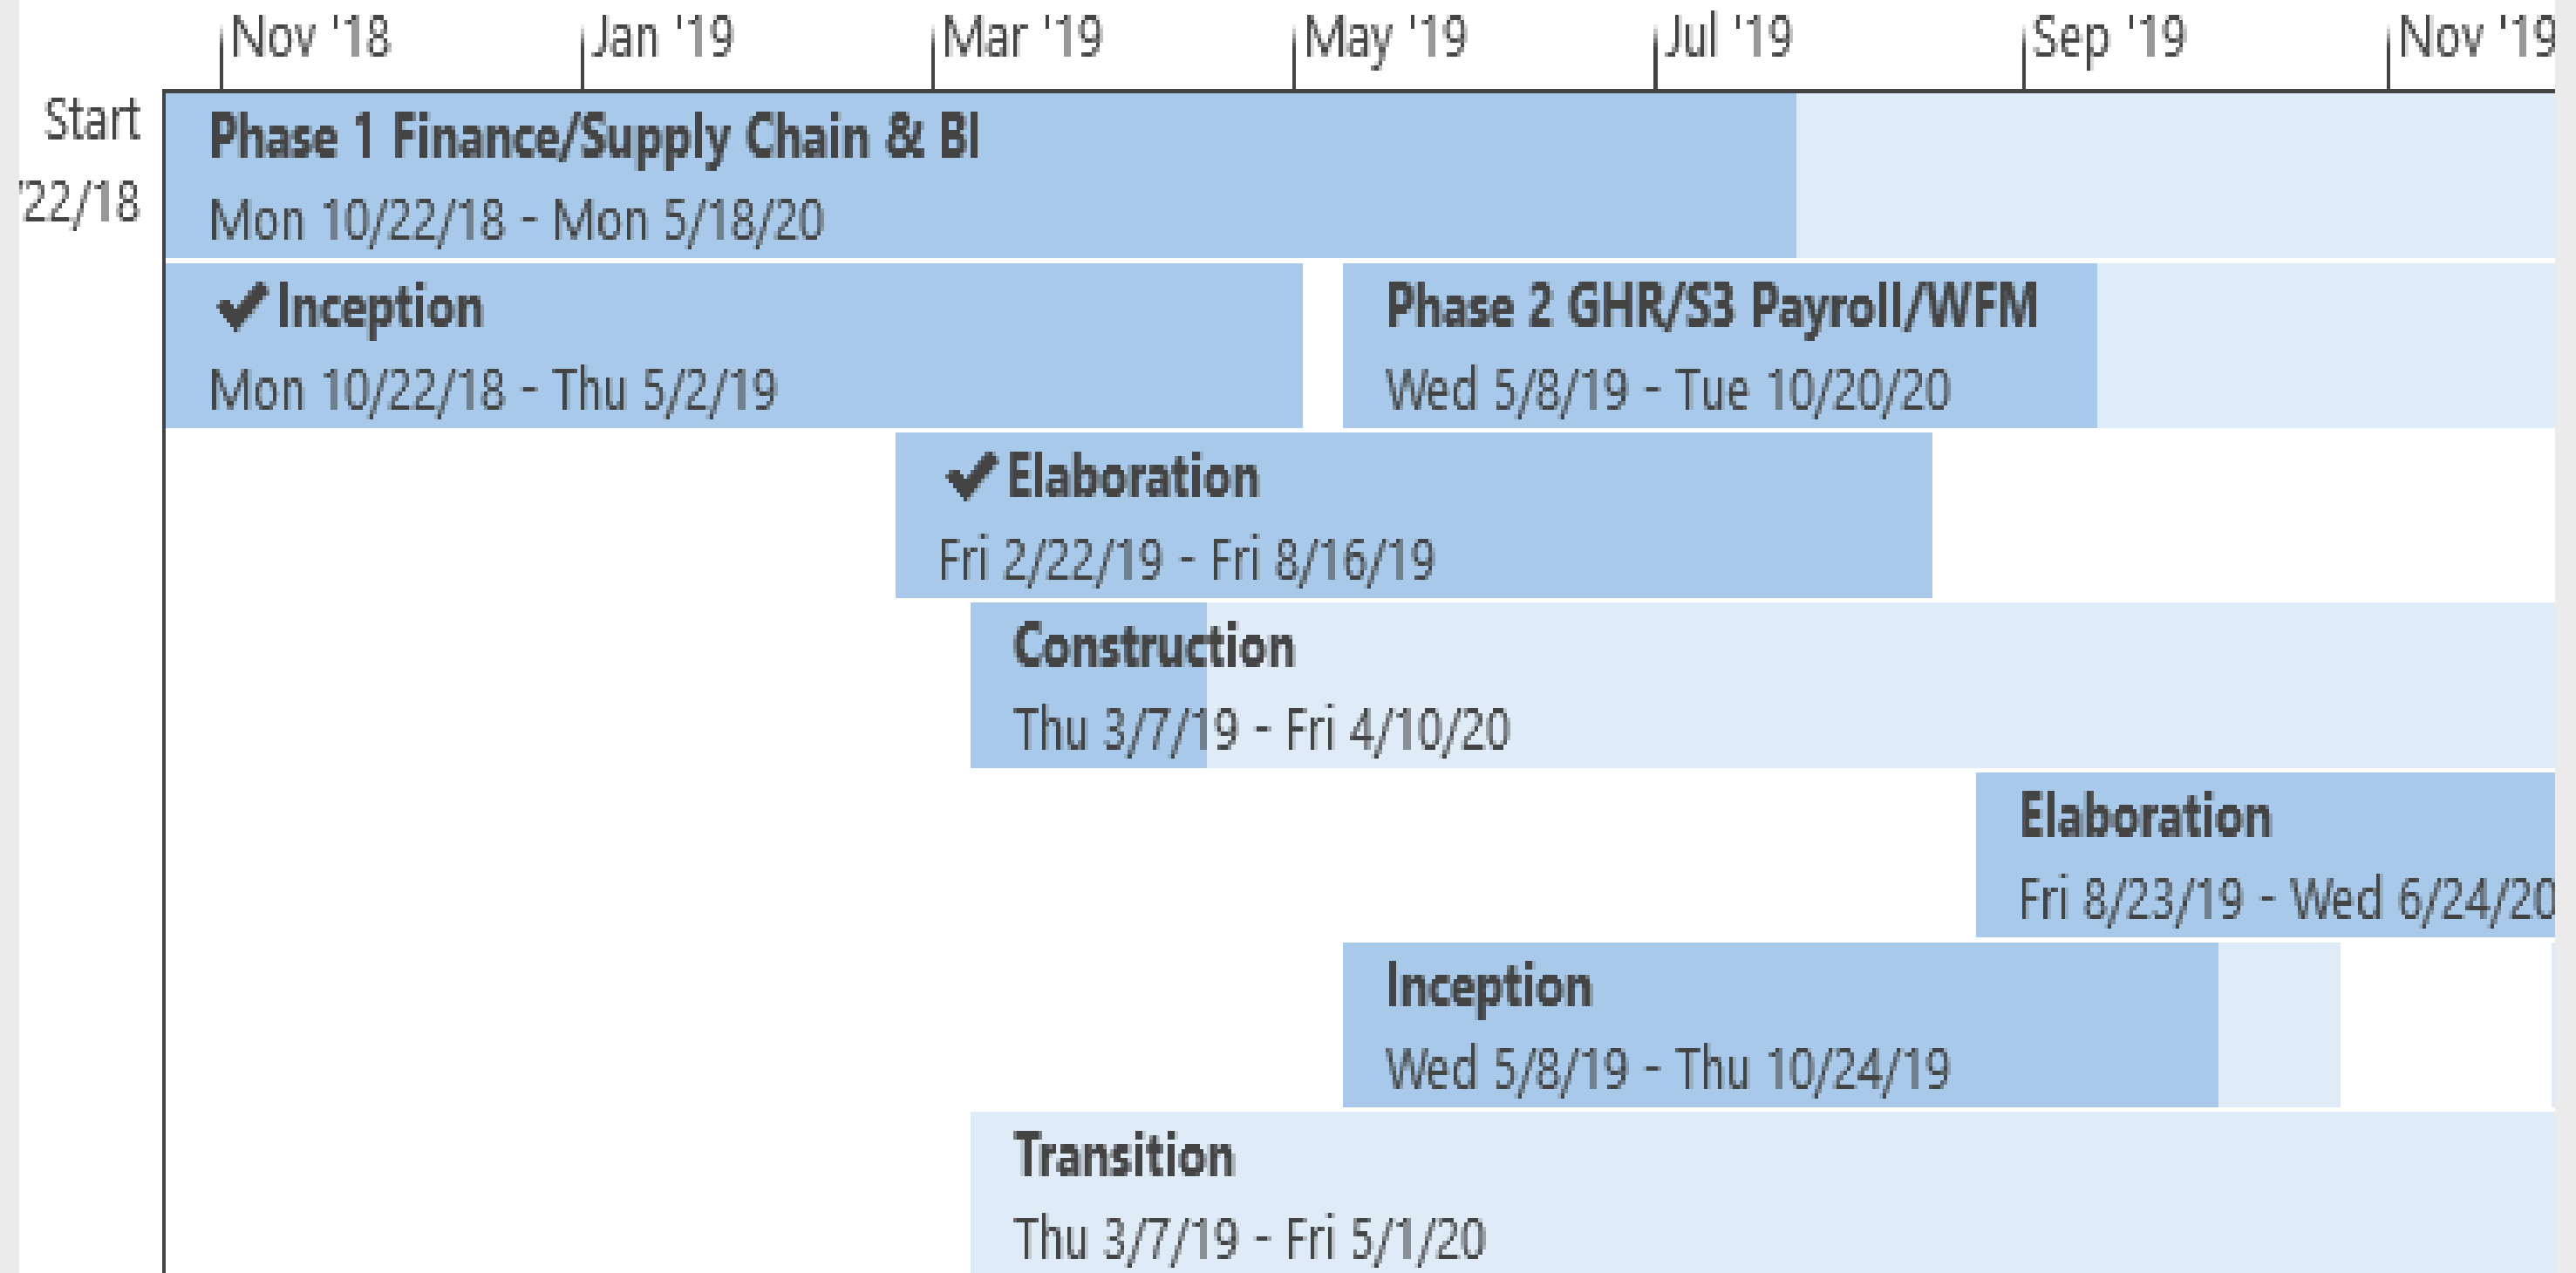 Nov '18 Jan '19 Mar '19 May '19 Jul '19 Sep '19 Nov '19
Start
'22/18
Phase 1 Finance/Supply Chain & BI
Mon 10/22/18 - Mon 5/18/20
✔ Inception
Mon 10/22/18 - Thu 5/2/19
Phase 2 GHR/S3 Payroll/WFM
Wed 5/8/19 - Tue 10/20/20
✔ Elaboration
Fri 2/22/19 - Fri 8/16/19
Construction
Thu 3/7/19 - Fri 4/10/20
Elaboration
Fri 8/23/19 - Wed 6/24/20
Inception
Wed 5/8/19 - Thu 10/24/19
Transition
Thu 3/7/19 - Fri 5/1/20